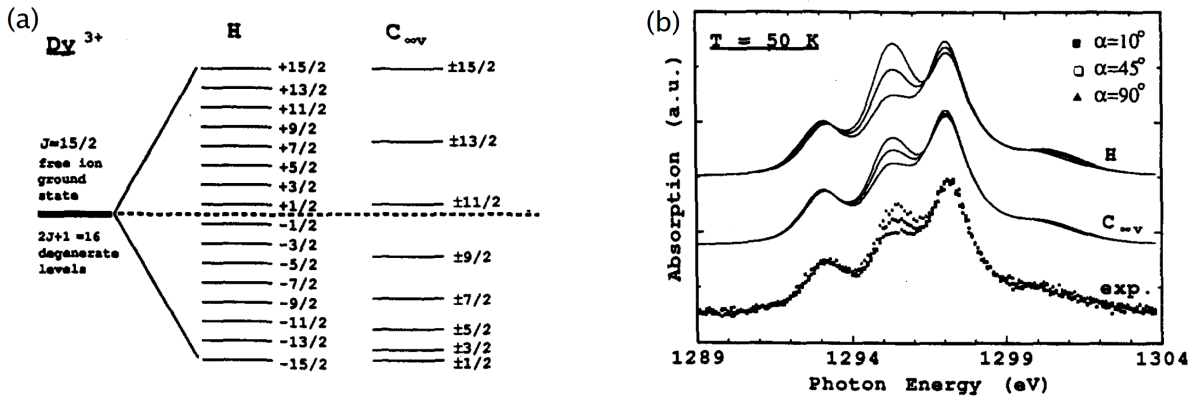 (a)
Dy 3+
H
C∞v
+15/2
+13/2
+11/2
+9/2
+7/2
+5/2
+3/2
+1/2
-1/2
-3/2
-5/2
-7/2
-9/2
-11/2
-13/2
-15/2
±15/2
±13/2
±11/2
±9/2
±7/2
±5/2
±3/2
±1/2
J=15/2
free ion
ground
state
2J+1 =16
degenerate
levels
(b)
T = 50 K
α=10°
α=45°
α=90°
H
C∞v
exp.
Absorption (a.u.)
1289
1294
1299
1304
Photon Energy (eV)